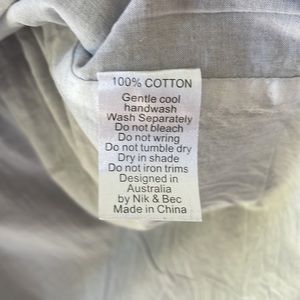 100% COTTON
Gentle cool
handwash
Wash Separately
Do not bleach
Do not wring
Do not tumble dry
Dry in shade
Do not iron trims
Designed in
Australia
by Nik & Bec
Made in China